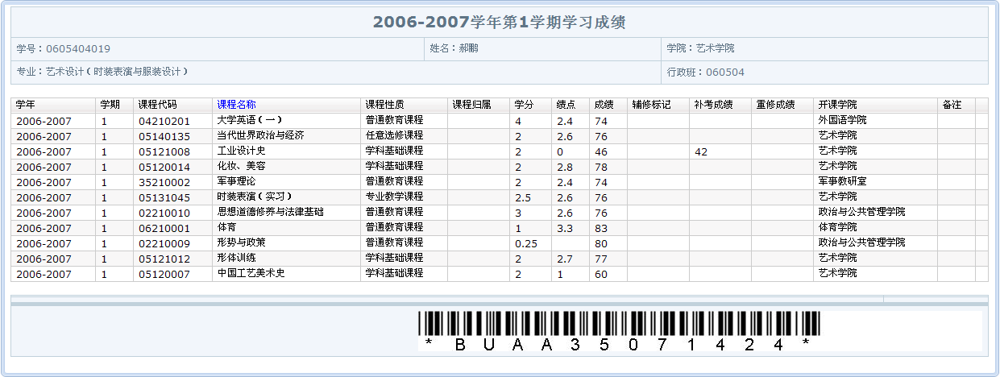 2006-2007学年第1学期学习成绩
学号：0605404019 姓名：郝鹏 学院：艺术学院
专业：艺术设计（时装表演与服装设计） 行政班：060504
学年 学期 课程代码 课程名称 课程性质 课程归属 学分 绩点 成绩 辅修标记 补考成绩 重修成绩 开课学院 备注
2006-2007 1 04210201 大学英语（一） 普通教育课程 4 2.4 74 外国语学院
2006-2007 1 05140135 当代世界政治与经济 任意选修课程 2 2.6 76 艺术学院
2006-2007 1 05121008 工业设计史 学科基础课程 2 0 46 42 艺术学院
2006-2007 1 05120014 化妆、美容 学科基础课程 2 2.8 78 艺术学院
2006-2007 1 35210002 军事理论 普通教育课程 2 2.4 74 军事教研室
2006-2007 1 05131045 时装表演（实习） 专业教学课程 2.5 2.6 76 艺术学院
2006-2007 1 02210010 思想道德修养与法律基础 普通教育课程 3 2.6 76 政治与公共管理学院
2006-2007 1 06210001 体育 普通教育课程 1 3.3 83 体育学院
2006-2007 1 02210009 形势与政策 普通教育课程 0.25 80 政治与公共管理学院
2006-2007 1 05121012 形体训练 学科基础课程 2 2.7 77 艺术学院
2006-2007 1 05120007 中国工艺美术史 学科基础课程 2 1 60 艺术学院
* B U A A 3 5 0 7 1 4 2 4 *